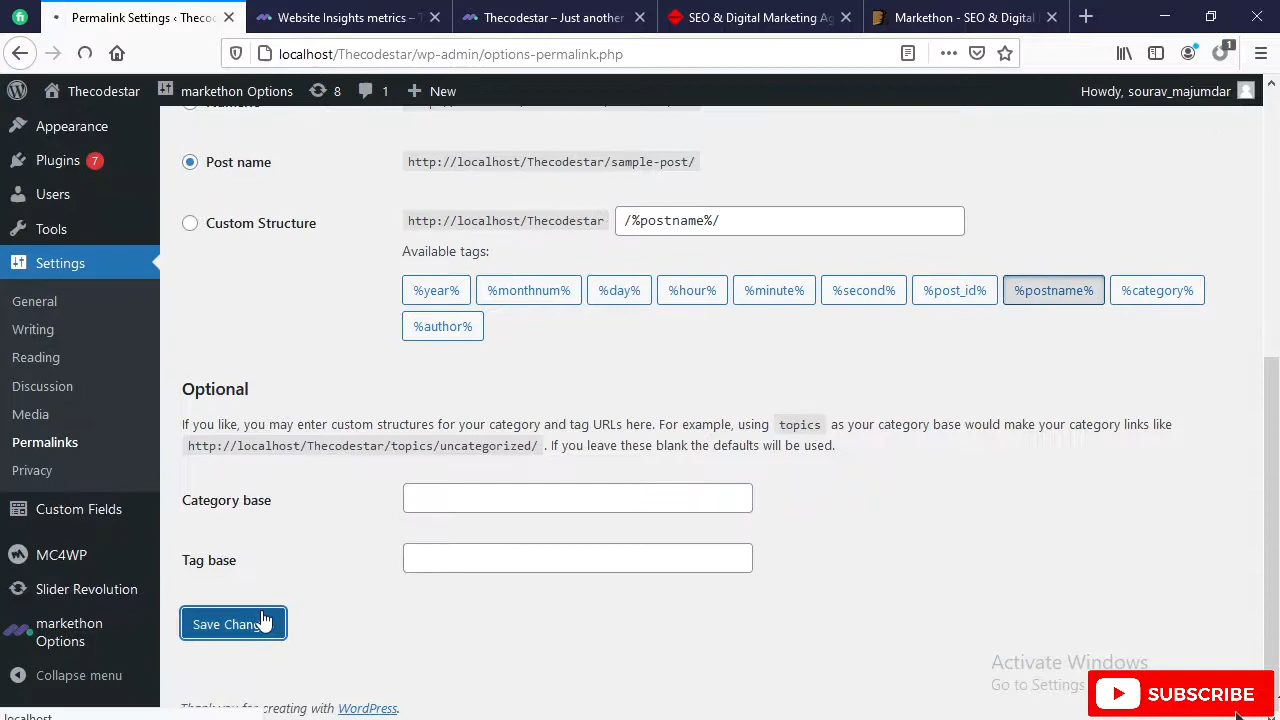 Permalink Settings ‹ Theco
Website Insights metrics –
Thecodestar – Just another
SEO & Digital Marketing Ag
Markethon - SEO & Digital
localhost/Thecodestar/wp-admin/options-permalink.php
1
Thecodestar
markethon Options
8
1
New
Howdy, sourav_majumdar
Appearance
Plugins 7
Users
Tools
Settings
General
Writing
Reading
Discussion
Media
Permalinks
Privacy
Custom Fields
MC4WP
Slider Revolution
markethon
Options
Collapse menu
Post name
http://localhost/Thecodestar/sample-post/
Custom Structure
http://localhost/Thecodestar
/%postname%/
Available tags:
%year%
%monthnum%
%day%
%hour%
%minute%
%second%
%post_id%
%postname%
%category%
%author%
Optional
If you like, you may enter custom structures for your category and tag URLs here. For example, using topics as your category base would make your category links like
http://localhost/Thecodestar/topics/uncategorized/ . If you leave these blank the defaults will be used.
Category base
Tag base
Save Chang
Thank you for creating with WordPress.
Activate Windows
Go to Settings
SUBSCRIBE